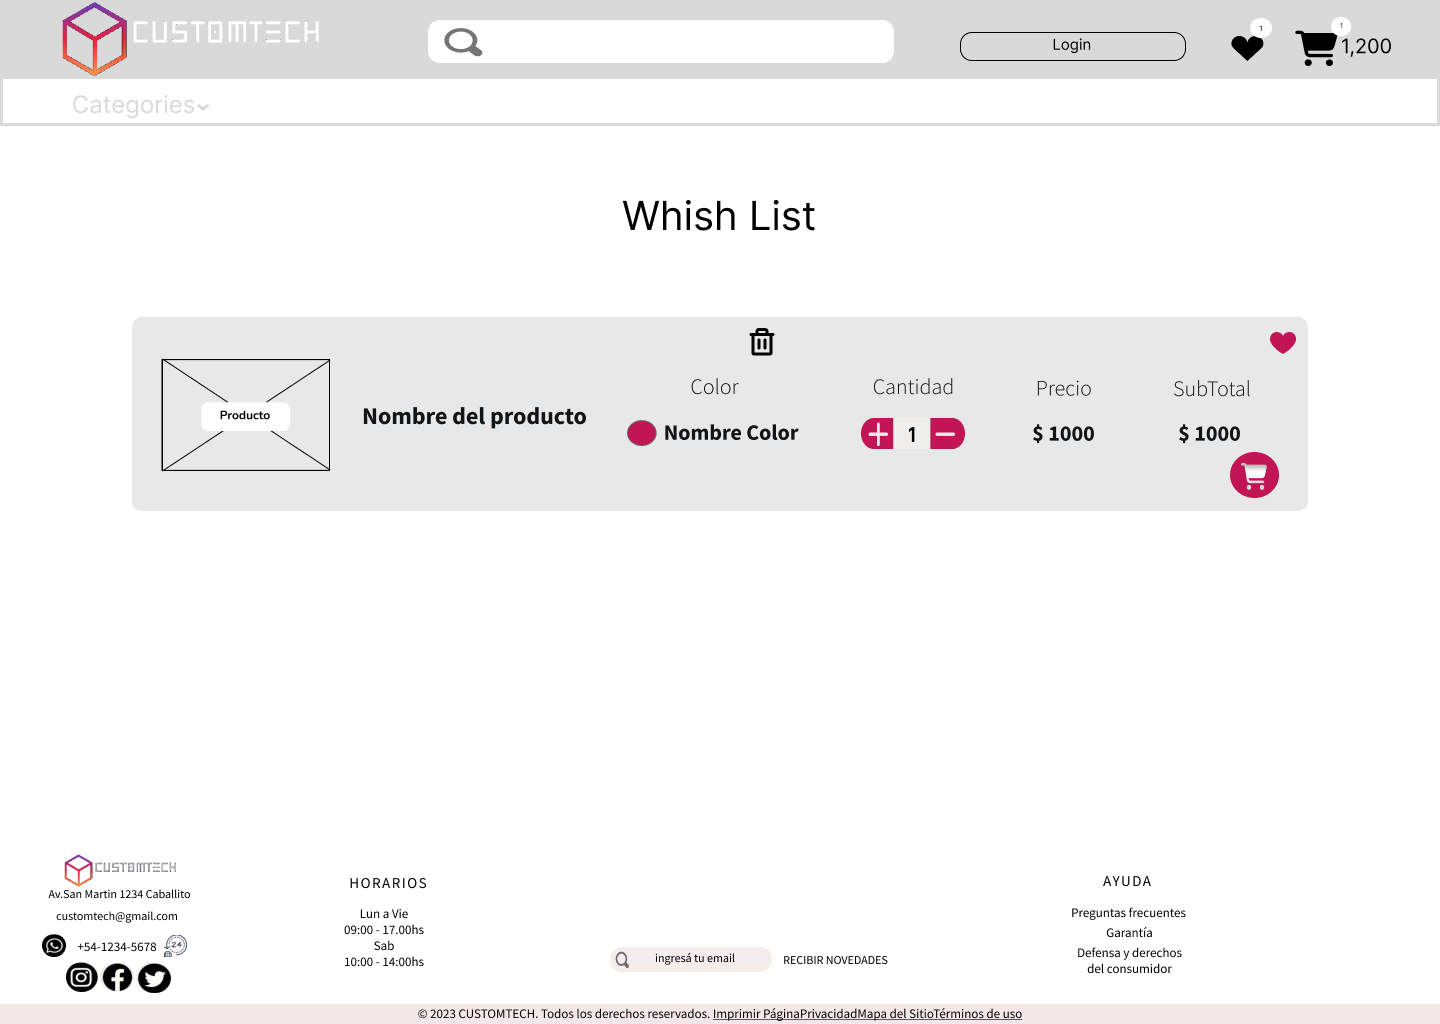 CUSTOMTECH
Login
1
1
1,200
Categories
Whish List
Producto
Nombre del producto
Color
Nombre Color
Cantidad
1
Precio
$ 1000
SubTotal
$ 1000
CUSTOMTECH
Av.San Martin 1234 Caballito
customtech@gmail.com
+54-1234-5678
24
HORARIOS
Lun a Vie
09:00 - 17.00hs
Sab
10:00 - 14:00hs
ingresá tu email
RECIBIR NOVEDADES
AYUDA
Preguntas frecuentes
Garantía
Defensa y derechos
del consumidor
© 2023 CUSTOMTECH. Todos los derechos reservados. Imprimir PáginaPrivacidadMapa del SitioTérminos de uso